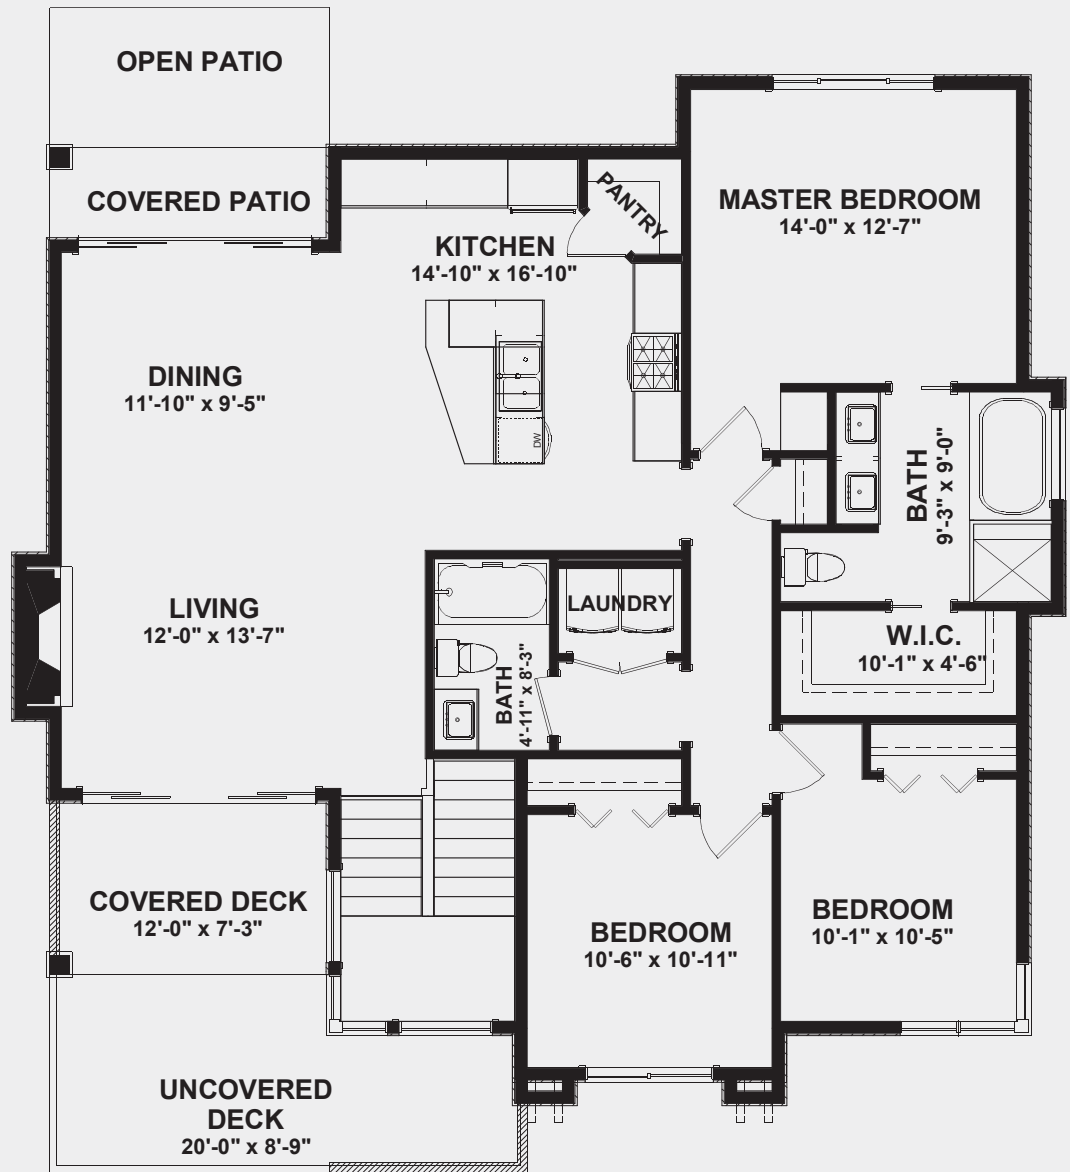 OPEN PATIO
COVERED PATIO
PANTRY
MASTER BEDROOM
14'-0" x 12'-7"
KITCHEN
14'-10" x 16'-10"
DINING
11'-10" x 9'-5"
DW
BATH
9'-3" x 9'-0"
LIVING
12'-0" x 13'-7"
LAUNDRY
W.I.C.
10'-1" x 4'-6"
BATH
4'-11" x 8'-3"
COVERED DECK
12'-0" x 7'-3"
BEDROOM
10'-6" x 10'-11"
BEDROOM
10'-1" x 10'-5"
UNCOVERED
DECK
20'-0" x 8'-9"